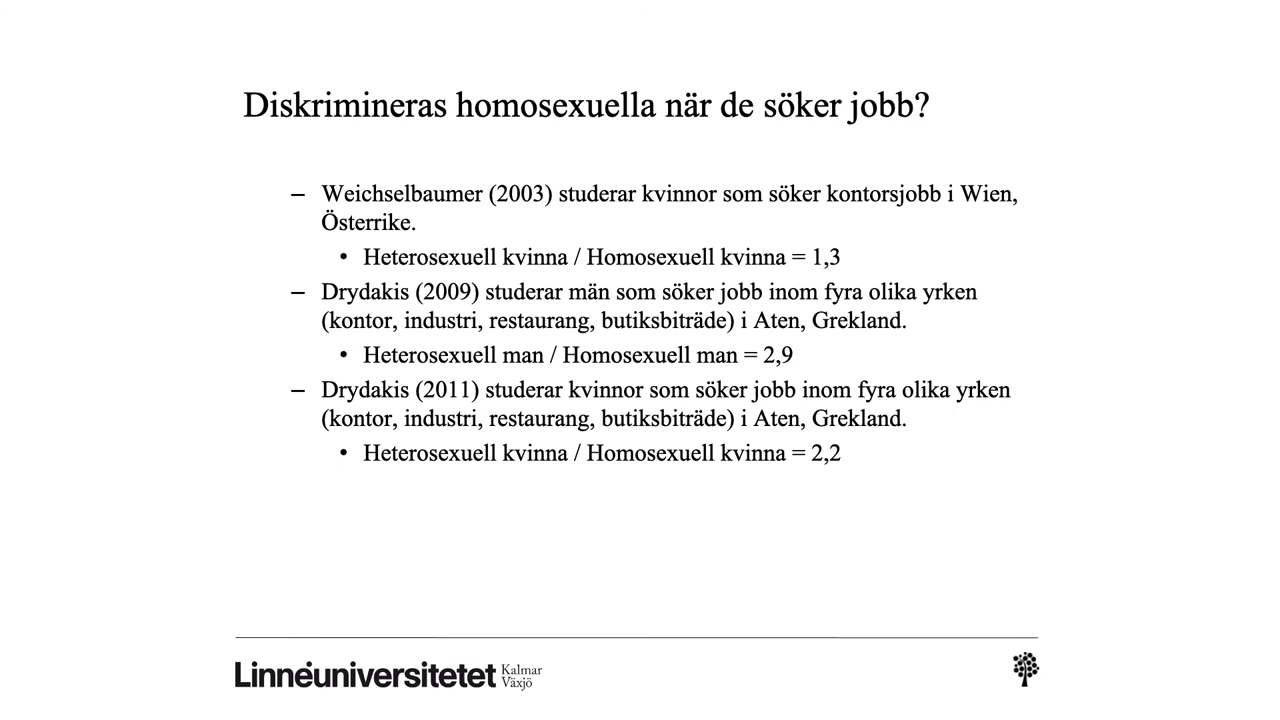 Diskrimineras homosexuella när de söker jobb?
– Weichselbaumer (2003) studerar kvinnor som söker kontorsjobb i Wien,
Österrike.
• Heterosexuell kvinna / Homosexuell kvinna = 1,3
– Drydakis (2009) studerar män som söker jobb inom fyra olika yrken
(kontor, industri, restaurang, butiksbiträde) i Aten, Grekland.
• Heterosexuell man / Homosexuell man = 2,9
– Drydakis (2011) studerar kvinnor som söker jobb inom fyra olika yrken
(kontor, industri, restaurang, butiksbiträde) i Aten, Grekland.
• Heterosexuell kvinna / Homosexuell kvinna = 2,2
Linnéuniversitetet
Kalmar
Växjö